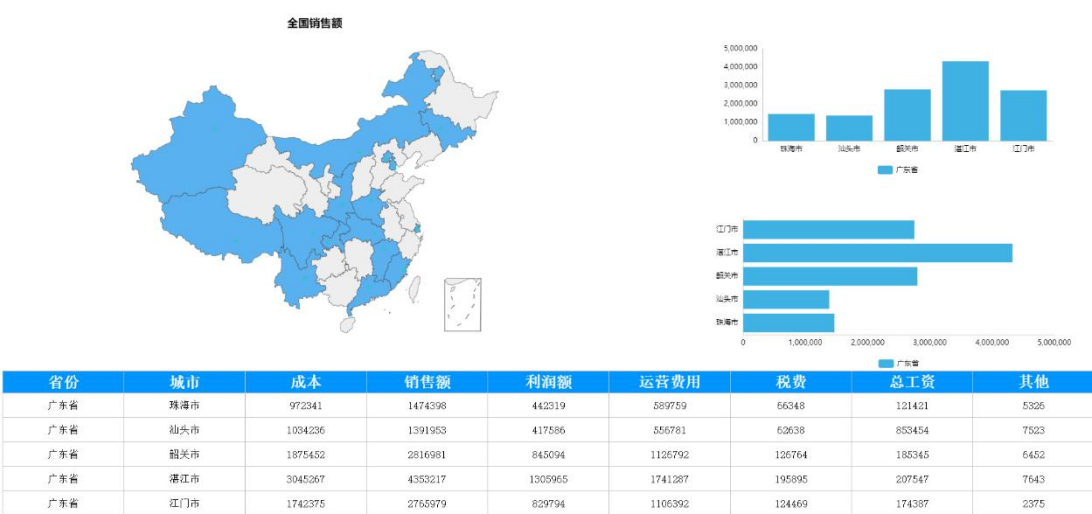 全国销售额
5,000,000
4,000,000
3,000,000
2,000,000
1,000,000
0
珠海市 汕头市 韶关市 湛江市 江门市
广东省
江门市
湛江市
韶关市
汕头市
珠海市
0 1,000,000 2,000,000 3,000,000 4,000,000 5,000,000
广东省
省份 城市 成本 销售额 利润额 运营费用 税费 总工资 其他
广东省 珠海市 972341 1474398 442319 589759 66348 121421 5326
广东省 汕头市 1034236 1391953 417586 556781 62638 853454 7523
广东省 韶关市 1875452 2816981 845094 1126792 126764 185345 6452
广东省 湛江市 3045267 4353217 1305965 1741287 195895 207547 7643
广东省 江门市 1742375 2765979 829794 1106392 124469 174387 2375